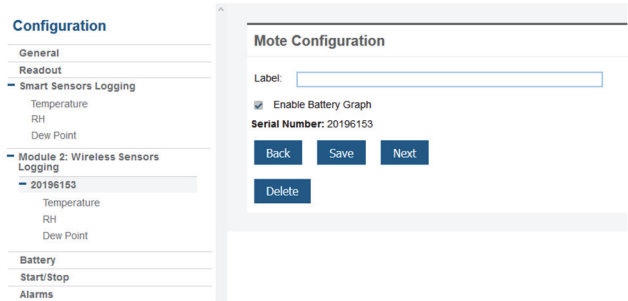 Configuration
General
Readout
Smart Sensors Logging
Temperature
RH
Dew Point
Module 2: Wireless Sensors
Logging
20196153
Temperature
RH
Dew Point
Battery
Start/Stop
Alarms
Mote Configuration
Label:
Enable Battery Graph
Serial Number: 20196153
Back Save Next
Delete